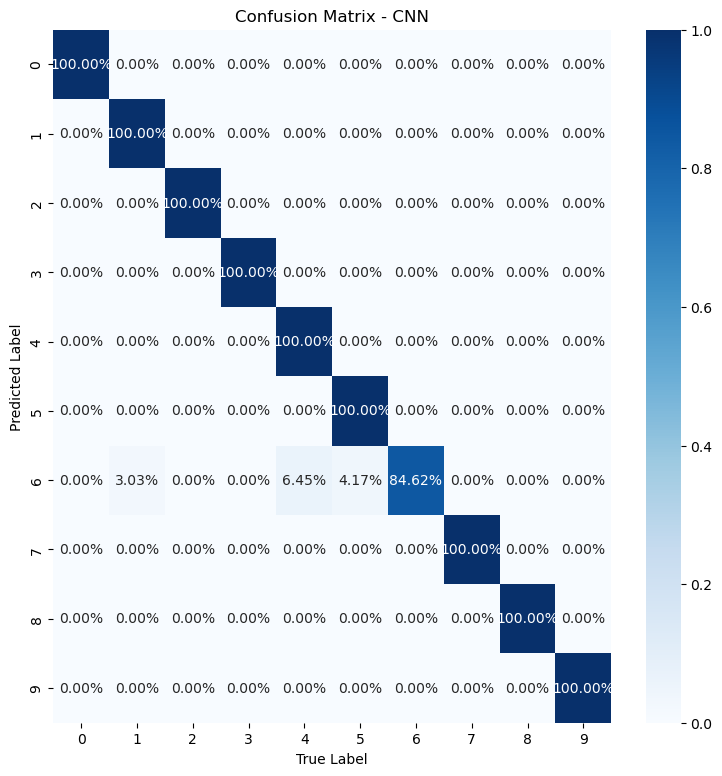 Confusion Matrix - CNN
0 100.00% 0.00% 0.00% 0.00% 0.00% 0.00% 0.00% 0.00% 0.00% 0.00%
1 0.00% 100.00% 0.00% 0.00% 0.00% 0.00% 0.00% 0.00% 0.00% 0.00%
2 0.00% 0.00% 100.00% 0.00% 0.00% 0.00% 0.00% 0.00% 0.00% 0.00%
3 0.00% 0.00% 0.00% 100.00% 0.00% 0.00% 0.00% 0.00% 0.00% 0.00%
4 0.00% 0.00% 0.00% 0.00% 100.00% 0.00% 0.00% 0.00% 0.00% 0.00%
5 0.00% 0.00% 0.00% 0.00% 0.00% 100.00% 0.00% 0.00% 0.00% 0.00%
6 0.00% 3.03% 0.00% 0.00% 6.45% 4.17% 84.62% 0.00% 0.00% 0.00%
7 0.00% 0.00% 0.00% 0.00% 0.00% 0.00% 0.00% 100.00% 0.00% 0.00%
8 0.00% 0.00% 0.00% 0.00% 0.00% 0.00% 0.00% 0.00% 100.00% 0.00%
9 0.00% 0.00% 0.00% 0.00% 0.00% 0.00% 0.00% 0.00% 0.00% 100.00%
0 1 2 3 4 5 6 7 8 9
True Label
Predicted Label
1.0
0.8
0.6
0.4
0.2
0.0